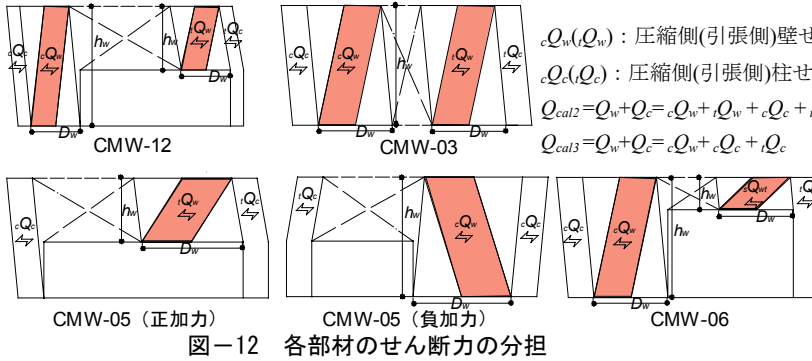 cQc
cQw
hw
hw
tQw
tQc
Dw
Dw
CMW-12
cQc
cQw
hw
tQw
tQc
Dw
Dw
CMW-03
cQw(tQw)：圧縮側(引張側)壁せ
cQc(tQc)：圧縮側(引張側)柱せ
Qcal2=Qw+Qc=cQw+tQw+cQc+
Qcal3=Qw+Qc=cQw+cQc+tQc
cQc
hw
tQw
tQc
Dw
CMW-05（正加力）
tQc
hw
cQw
cQc
Dw
CMW-05（負加力）
cQc
cQw
hw
hw
sQwt
tQc
Dw
Dw
CMW-06
図－12　各部材のせん断力の分担